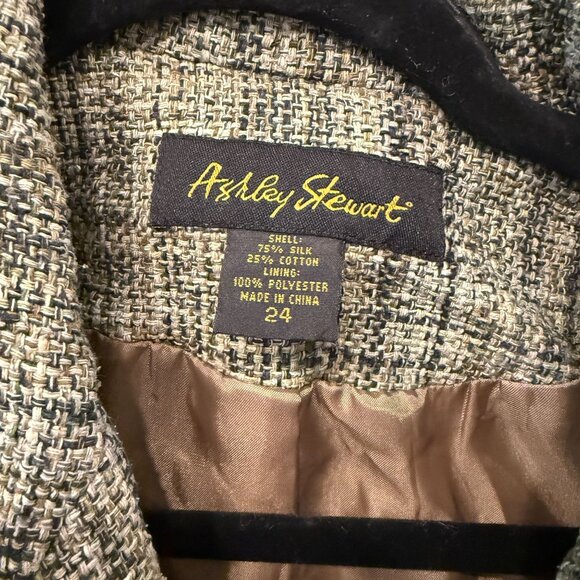 Ashley Stewart
SHELL:
75% SILK
25% COTTON
LINING:
100% POLYESTER
MADE IN CHINA
24